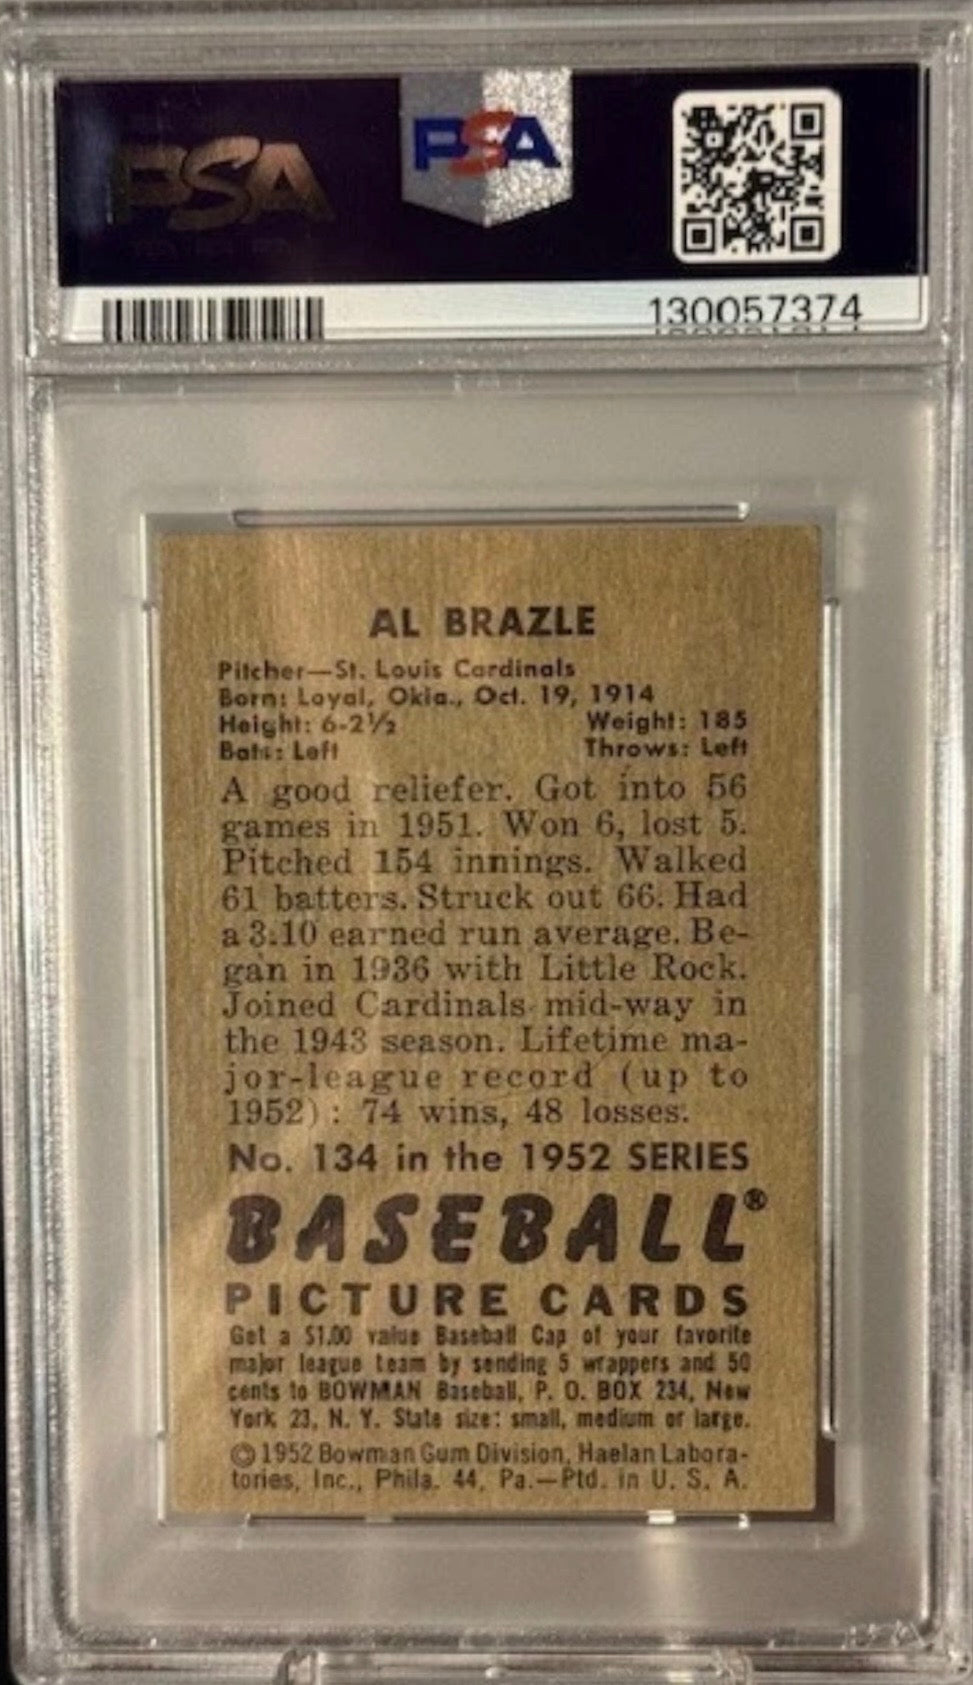 PSA
PSA
130057374
AL BRAZLE
Pitcher—St. Louis Cardinals
Born: Loyal, Okla., Oct. 19, 1914
Height: 6-2½ Weight: 185
Bats: Left Throws: Left
A good reliefer. Got into 56
games in 1951. Won 6, lost 5.
Pitched 154 innings. Walked
61 batters. Struck out 66. Had
a 3.10 earned run average. Be-
gan in 1936 with Little Rock.
Joined Cardinals mid-way in
the 1943 season. Lifetime ma-
jor-league record (up to
1952): 74 wins, 48 losses.
No. 134 in the 1952 SERIES
BASEBALL®
PICTURE CARDS
Get a $1.00 value Baseball Cap of your favorite
major league team by sending 5 wrappers and 50
cents to BOWMAN Baseball, P. O. BOX 234, New
York 23, N. Y. State size: small, medium or large.
© 1952 Bowman Gum Division, Haelan Labora-
tories, Inc., Phila. 44, Pa.—Ptd. in U. S. A.